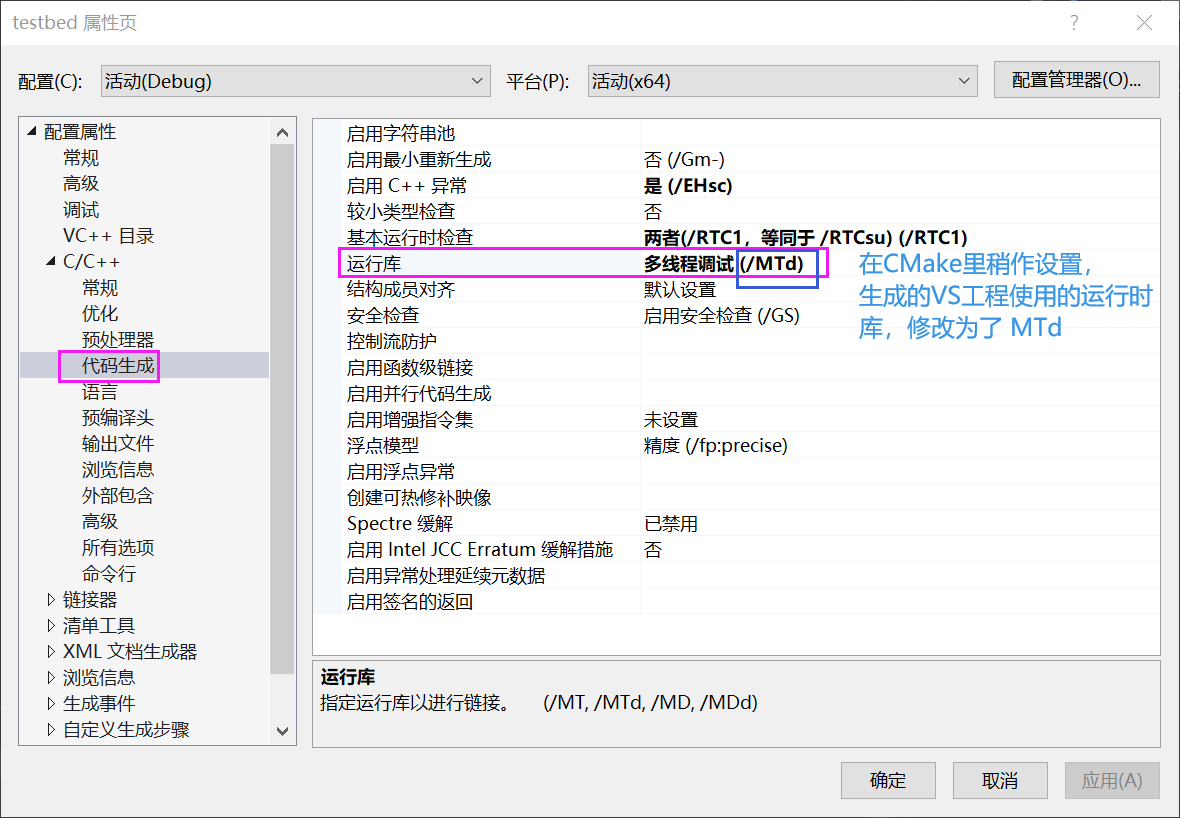 testbed 属性页
?
配置(C): 活动(Debug) 平台(P): 活动(x64) 配置管理器(O)...
配置属性
常规
高级
调试
VC++ 目录
C/C++
常规
优化
预处理器
代码生成
语言
预编译头
输出文件
浏览信息
外部包含
高级
所有选项
命令行
链接器
清单工具
XML 文档生成器
浏览信息
生成事件
自定义生成步骤
启用字符串池
启用最小重新生成 否 (/Gm-)
启用 C++ 异常 是 (/EHsc)
较小类型检查 否
基本运行时检查 两者(/RTC1，等同于 /RTCsu) (/RTC1)
运行库 多线程调试 (/MTd)
结构成员对齐 默认设置
安全检查 启用安全检查 (/GS)
控制流防护
启用函数级链接
启用并行代码生成
启用增强指令集 未设置
浮点模型 精度 (/fp:precise)
启用浮点异常
创建可热修补映像
Spectre 缓解 已禁用
启用 Intel JCC Erratum 缓解措施 否
启用异常处理延续元数据
启用签名的返回
在CMake里稍作设置，
生成的VS工程使用的运行时
库，修改为了 MTd
运行库
指定运行库以进行链接。 (/MT, /MTd, /MD, /MDd)
确定 取消 应用(A)